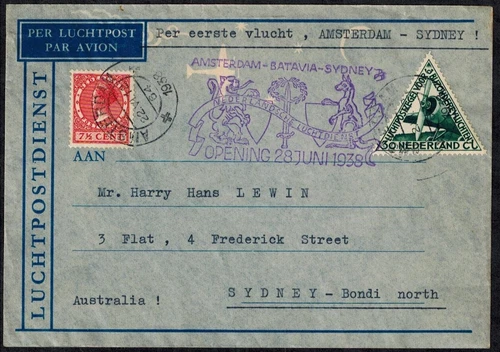 PER LUCHTPOST
PAR AVION
Per eerste vlucht , AMSTERDAM - SYDNEY !
AMSTERDAM-BATAVIA-SYDNEY
OPENING 28 JUNI 1938
7½ CENT
30 NEDERLAND CT
LUCHTPOSTDIENST
AAN
Mr. Harry Hans LEWIN
3 Flat , 4 Frederick Street
SYDNEY - Bondi north
Australia !